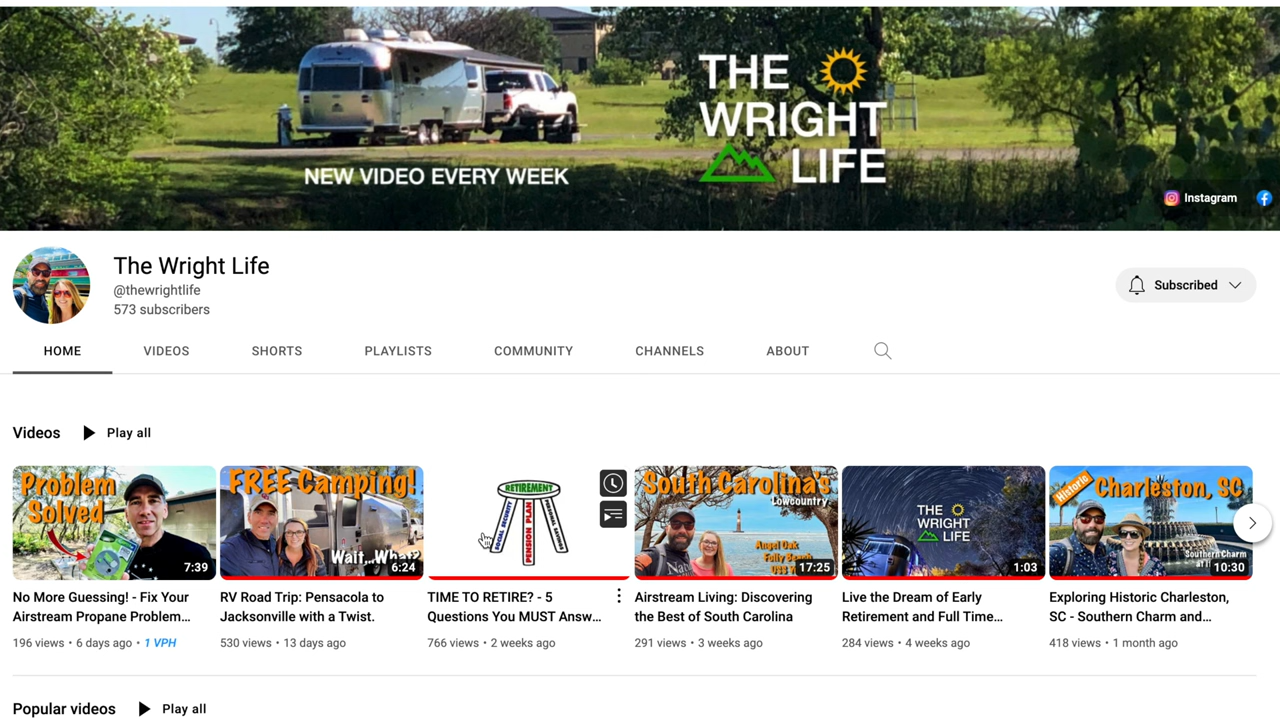 THE
WRIGHT
LIFE
NEW VIDEO EVERY WEEK
Instagram
The Wright Life
@thewrightlife
573 subscribers
Subscribed
HOME VIDEOS SHORTS PLAYLISTS COMMUNITY CHANNELS ABOUT
Videos Play all
Problem
Solved
7:39
FREE Camping!
Wait...What?
6:24
RETIREMENT
SOCIAL SECURITY
PENSION PLAN
PERSONAL SAVINGS
South Carolina's
Lowcountry
Angel Oak
Folly Beach
17:25
THE
WRIGHT
LIFE
1:03
Historic
Charleston, SC
Southern Charm
10:30
No More Guessing! - Fix Your
Airstream Propane Problem...
196 views • 6 days ago • 1 VPH
RV Road Trip: Pensacola to
Jacksonville with a Twist.
530 views • 13 days ago
TIME TO RETIRE? - 5
Questions You MUST Answ...
766 views • 2 weeks ago
Airstream Living: Discovering
the Best of South Carolina
291 views • 3 weeks ago
Live the Dream of Early
Retirement and Full Time...
284 views • 4 weeks ago
Exploring Historic Charleston,
SC - Southern Charm and...
418 views • 1 month ago
Popular videos Play all